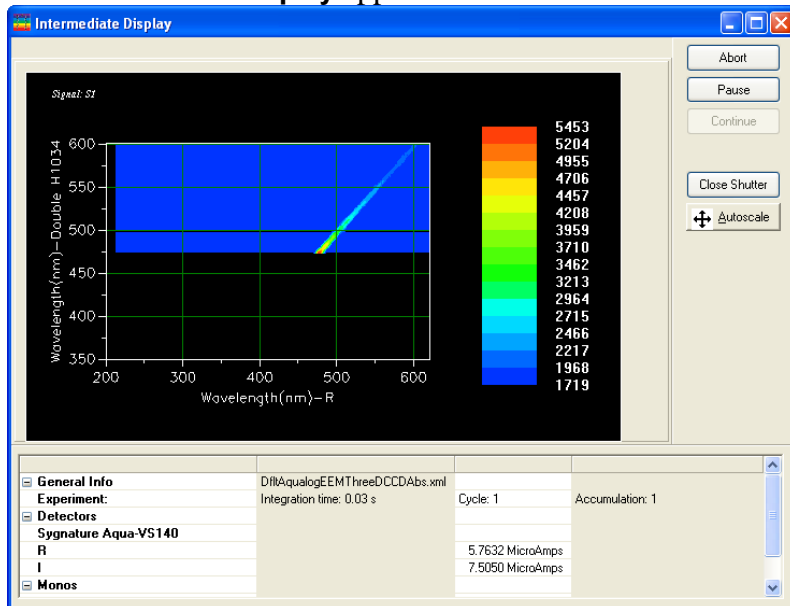 Intermediate Display
Abort
Pause
Continue
Close Shutter
Autoscale
Signal: S1
Wavelength(nm)-Double H1034
600
550
500
450
400
350
200 300 400 500 600
Wavelength(nm)-R
5453
5204
4955
4706
4457
4208
3959
3710
3462
3213
2964
2715
2466
2217
1968
1719
General Info DfltAqualogEEMThreeDCCDAbs.xml
Experiment: Integration time: 0.03 s Cycle: 1 Accumulation: 1
Detectors
Sygnature Aqua-VS140
R 5.7632 MicroAmps
I 7.5050 MicroAmps
Monos